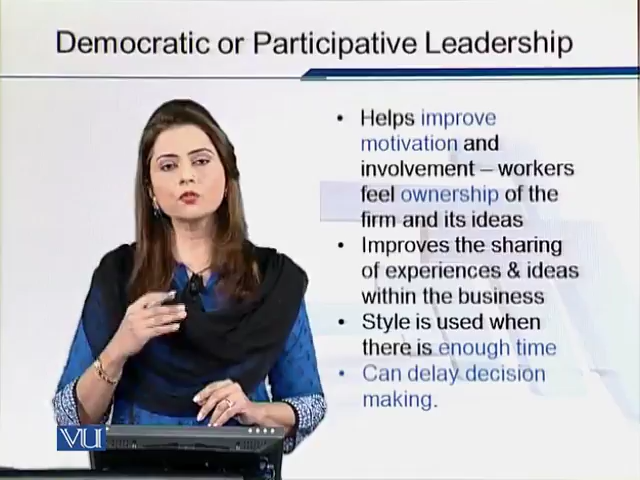 Democratic or Participative Leadership
• Helps improve
motivation and
involvement – workers
feel ownership of the
firm and its ideas
• Improves the sharing
of experiences & ideas
within the business
• Style is used when
there is enough time
• Can delay decision
making.
VU